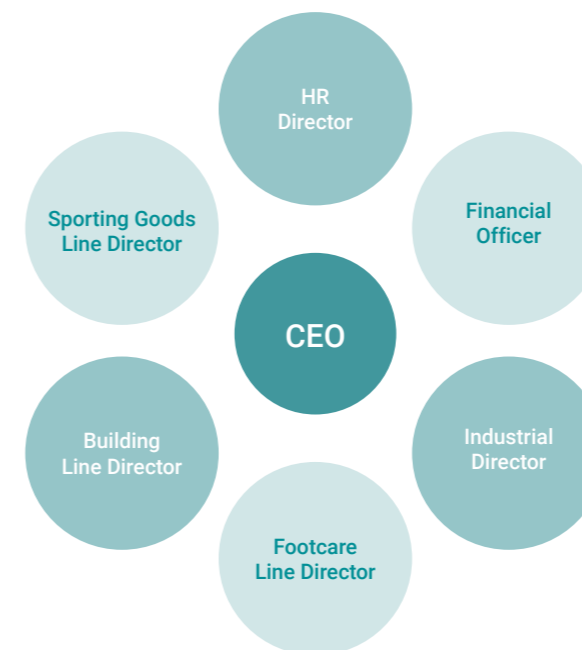 HR
Director
Sporting Goods
Line Director
Financial
Officer
CEO
Building
Line Director
Industrial
Director
Footcare
Line Director